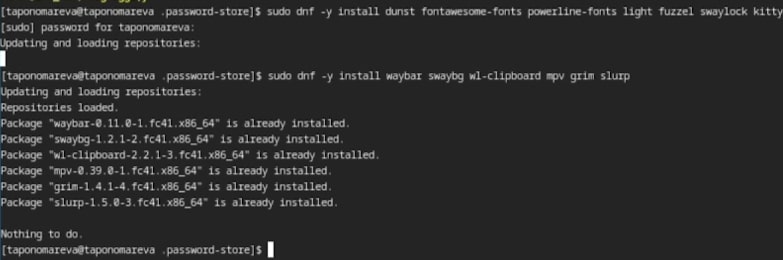 [taponomareva@taponomareva .password-store]$ sudo dnf -y install dunst fontawesome-fonts powerline-fonts light fuzzel swaylock kitty
[sudo] password for taponomareva:
Updating and loading repositories:
[taponomareva@taponomareva .password-store]$ sudo dnf -y install waybar swaybg wl-clipboard mpv grim slurp
Updating and loading repositories:
Repositories loaded.
Package "waybar-0.11.0-1.fc41.x86_64" is already installed.
Package "swaybg-1.2.1-2.fc41.x86_64" is already installed.
Package "wl-clipboard-2.2.1-3.fc41.x86_64" is already installed.
Package "mpv-0.39.0-1.fc41.x86_64" is already installed.
Package "grim-1.4.1-4.fc41.x86_64" is already installed.
Package "slurp-1.5.0-3.fc41.x86_64" is already installed.
Nothing to do.
[taponomareva@taponomareva .password-store]$